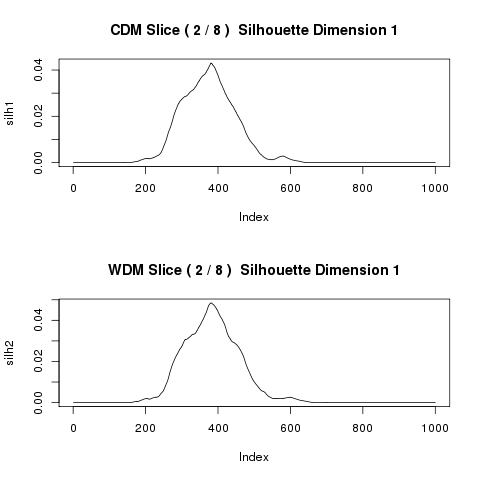 CDM Slice ( 2 / 8 )  Silhouette Dimension 1
silh1
0.04
0.02
0.00
0 200 400 600 800 1000
Index
WDM Slice ( 2 / 8 )  Silhouette Dimension 1
silh2
0.04
0.02
0.00
0 200 400 600 800 1000
Index